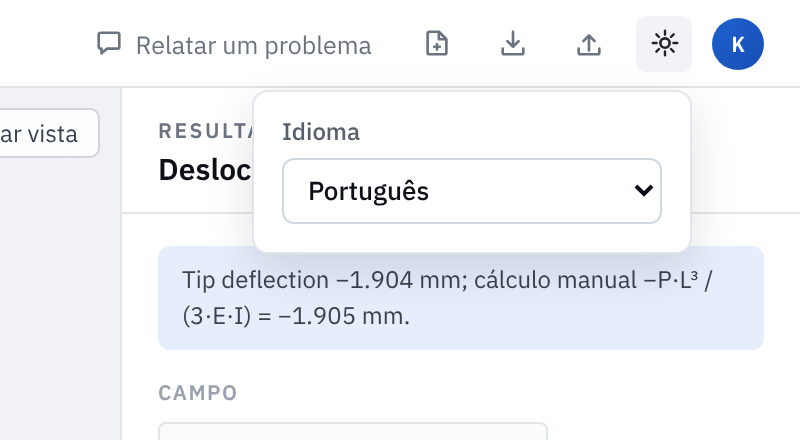 Relatar um problema
K
ar vista
RESULTA
Desloc
Idioma
Português
Tip deflection −1.904 mm; cálculo manual −P·L³ /
(3·E·I) = −1.905 mm.
CAMPO